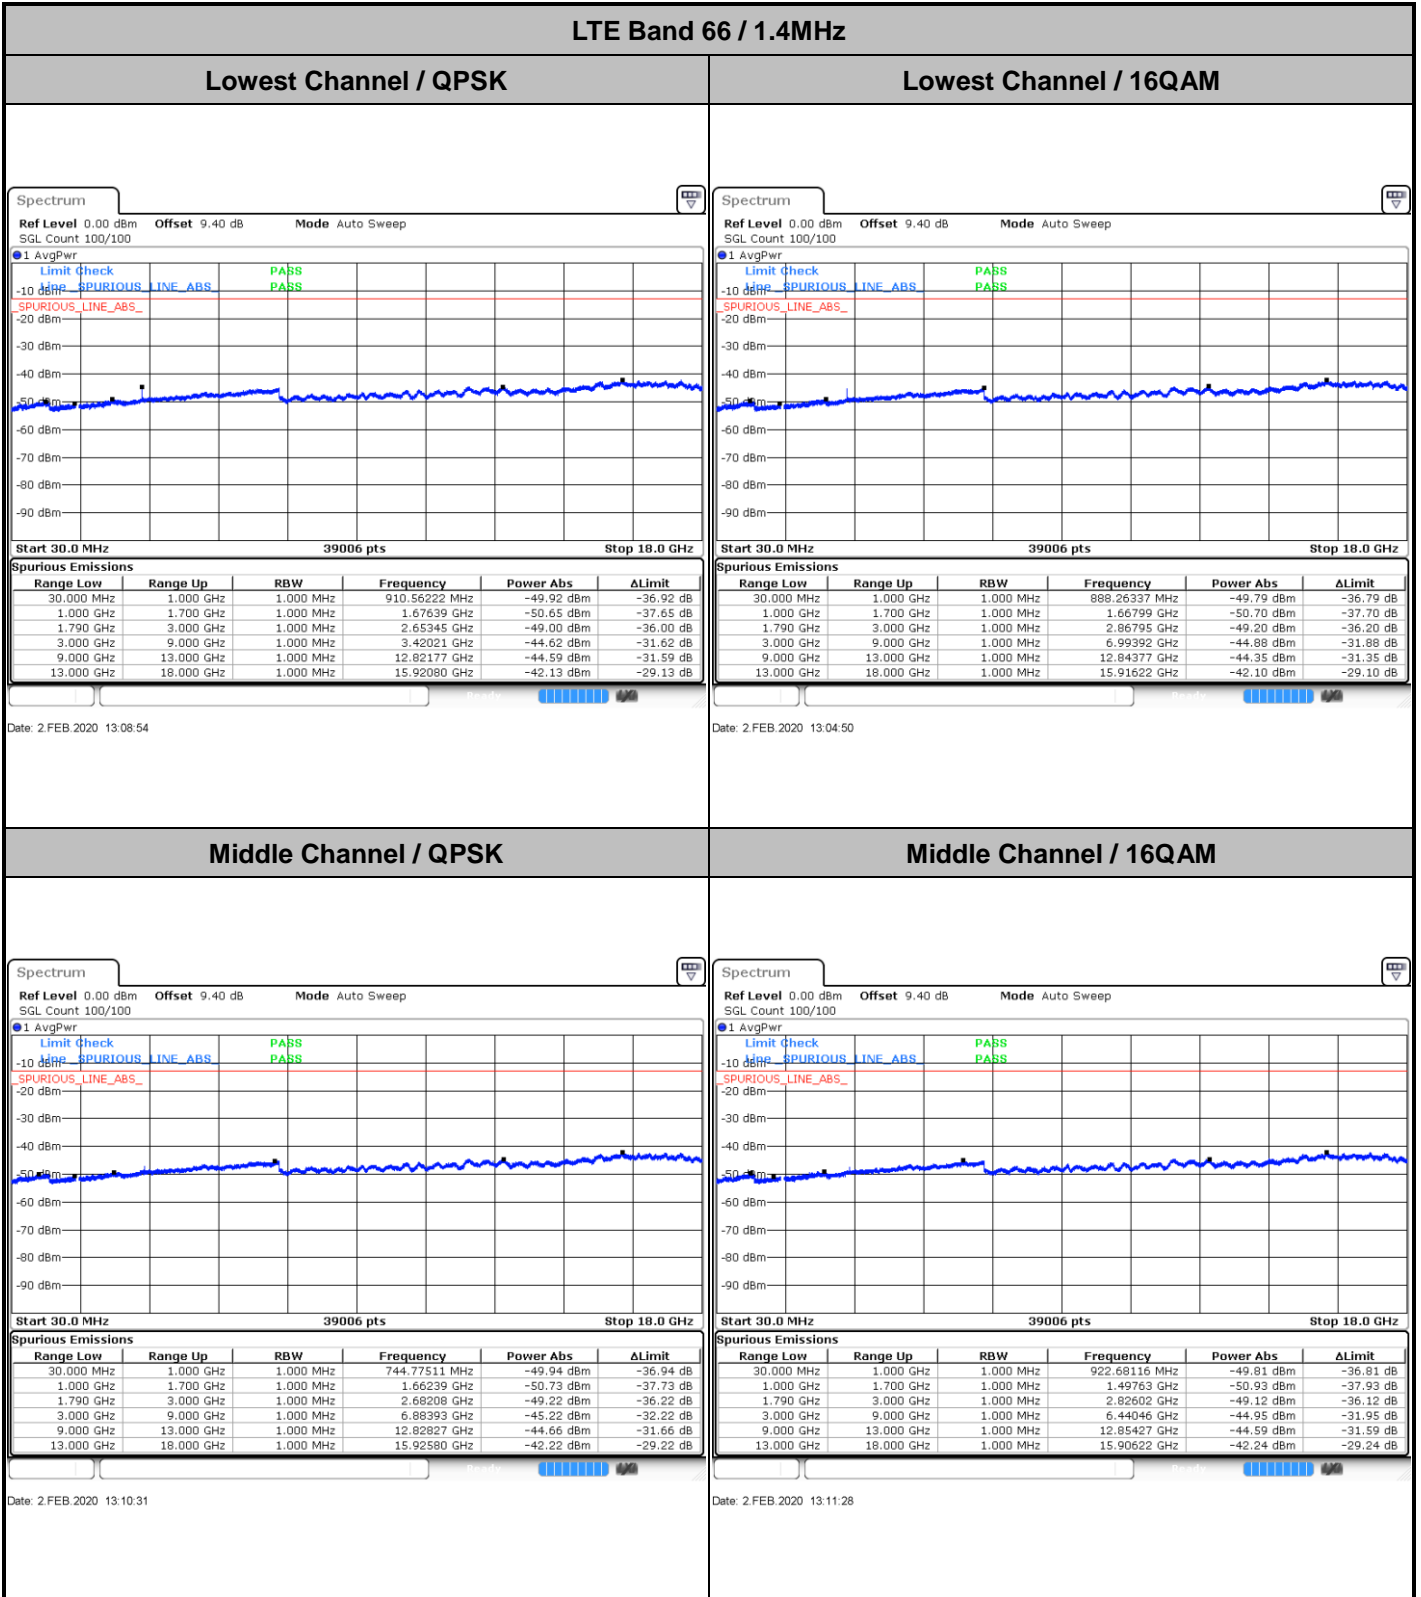 LTE Band 66 / 1.4MHz
Lowest Channel / QPSK
Lowest Channel / 16QAM
Spectrum
Ref Level 0.00 dBm Offset 9.40 dB Mode Auto Sweep
SGL Count 100/100
1 AvgPwr
Limit Check PASS
Line _SPURIOUS_LINE_ABS_ PASS
-10 dBm
_SPURIOUS_LINE_ABS_
-20 dBm
-30 dBm
-40 dBm
-50 dBm
-60 dBm
-70 dBm
-80 dBm
-90 dBm
Start 30.0 MHz 39006 pts Stop 18.0 GHz
Spurious Emissions
Range Low Range Up RBW Frequency Power Abs ΔLimit
30.000 MHz 1.000 GHz 1.000 MHz 910.56222 MHz -49.92 dBm -36.92 dB
1.000 GHz 1.700 GHz 1.000 MHz 1.67639 GHz -50.65 dBm -37.65 dB
1.790 GHz 3.000 GHz 1.000 MHz 2.65345 GHz -49.00 dBm -36.00 dB
3.000 GHz 9.000 GHz 1.000 MHz 3.42021 GHz -44.62 dBm -31.62 dB
9.000 GHz 13.000 GHz 1.000 MHz 12.82177 GHz -44.59 dBm -31.59 dB
13.000 GHz 18.000 GHz 1.000 MHz 15.92080 GHz -42.13 dBm -29.13 dB
Ready
Date: 2.FEB.2020 13:08:54
Spectrum
Ref Level 0.00 dBm Offset 9.40 dB Mode Auto Sweep
SGL Count 100/100
1 AvgPwr
Limit Check PASS
Line _SPURIOUS_LINE_ABS_ PASS
-10 dBm
_SPURIOUS_LINE_ABS_
-20 dBm
-30 dBm
-40 dBm
-50 dBm
-60 dBm
-70 dBm
-80 dBm
-90 dBm
Start 30.0 MHz 39006 pts Stop 18.0 GHz
Spurious Emissions
Range Low Range Up RBW Frequency Power Abs ΔLimit
30.000 MHz 1.000 GHz 1.000 MHz 888.26337 MHz -49.79 dBm -36.79 dB
1.000 GHz 1.700 GHz 1.000 MHz 1.66799 GHz -50.70 dBm -37.70 dB
1.790 GHz 3.000 GHz 1.000 MHz 2.86795 GHz -49.20 dBm -36.20 dB
3.000 GHz 9.000 GHz 1.000 MHz 6.99392 GHz -44.88 dBm -31.88 dB
9.000 GHz 13.000 GHz 1.000 MHz 12.84377 GHz -44.35 dBm -31.35 dB
13.000 GHz 18.000 GHz 1.000 MHz 15.91622 GHz -42.10 dBm -29.10 dB
Ready
Date: 2.FEB.2020 13:04:50
Middle Channel / QPSK
Middle Channel / 16QAM
Spectrum
Ref Level 0.00 dBm Offset 9.40 dB Mode Auto Sweep
SGL Count 100/100
1 AvgPwr
Limit Check PASS
Line _SPURIOUS_LINE_ABS_ PASS
-10 dBm
_SPURIOUS_LINE_ABS_
-20 dBm
-30 dBm
-40 dBm
-50 dBm
-60 dBm
-70 dBm
-80 dBm
-90 dBm
Start 30.0 MHz 39006 pts Stop 18.0 GHz
Spurious Emissions
Range Low Range Up RBW Frequency Power Abs ΔLimit
30.000 MHz 1.000 GHz 1.000 MHz 744.77511 MHz -49.94 dBm -36.94 dB
1.000 GHz 1.700 GHz 1.000 MHz 1.66239 GHz -50.73 dBm -37.73 dB
1.790 GHz 3.000 GHz 1.000 MHz 2.68208 GHz -49.22 dBm -36.22 dB
3.000 GHz 9.000 GHz 1.000 MHz 6.88393 GHz -45.22 dBm -32.22 dB
9.000 GHz 13.000 GHz 1.000 MHz 12.82827 GHz -44.66 dBm -31.66 dB
13.000 GHz 18.000 GHz 1.000 MHz 15.92580 GHz -42.22 dBm -29.22 dB
Ready
Date: 2.FEB.2020 13:10:31
Spectrum
Ref Level 0.00 dBm Offset 9.40 dB Mode Auto Sweep
SGL Count 100/100
1 AvgPwr
Limit Check PASS
Line _SPURIOUS_LINE_ABS_ PASS
-10 dBm
_SPURIOUS_LINE_ABS_
-20 dBm
-30 dBm
-40 dBm
-50 dBm
-60 dBm
-70 dBm
-80 dBm
-90 dBm
Start 30.0 MHz 39006 pts Stop 18.0 GHz
Spurious Emissions
Range Low Range Up RBW Frequency Power Abs ΔLimit
30.000 MHz 1.000 GHz 1.000 MHz 922.68116 MHz -49.81 dBm -36.81 dB
1.000 GHz 1.700 GHz 1.000 MHz 1.49763 GHz -50.93 dBm -37.93 dB
1.790 GHz 3.000 GHz 1.000 MHz 2.82602 GHz -49.12 dBm -36.12 dB
3.000 GHz 9.000 GHz 1.000 MHz 6.44046 GHz -44.95 dBm -31.95 dB
9.000 GHz 13.000 GHz 1.000 MHz 12.85427 GHz -44.59 dBm -31.59 dB
13.000 GHz 18.000 GHz 1.000 MHz 15.90622 GHz -42.24 dBm -29.24 dB
Ready
Date: 2.FEB.2020 13:11:28